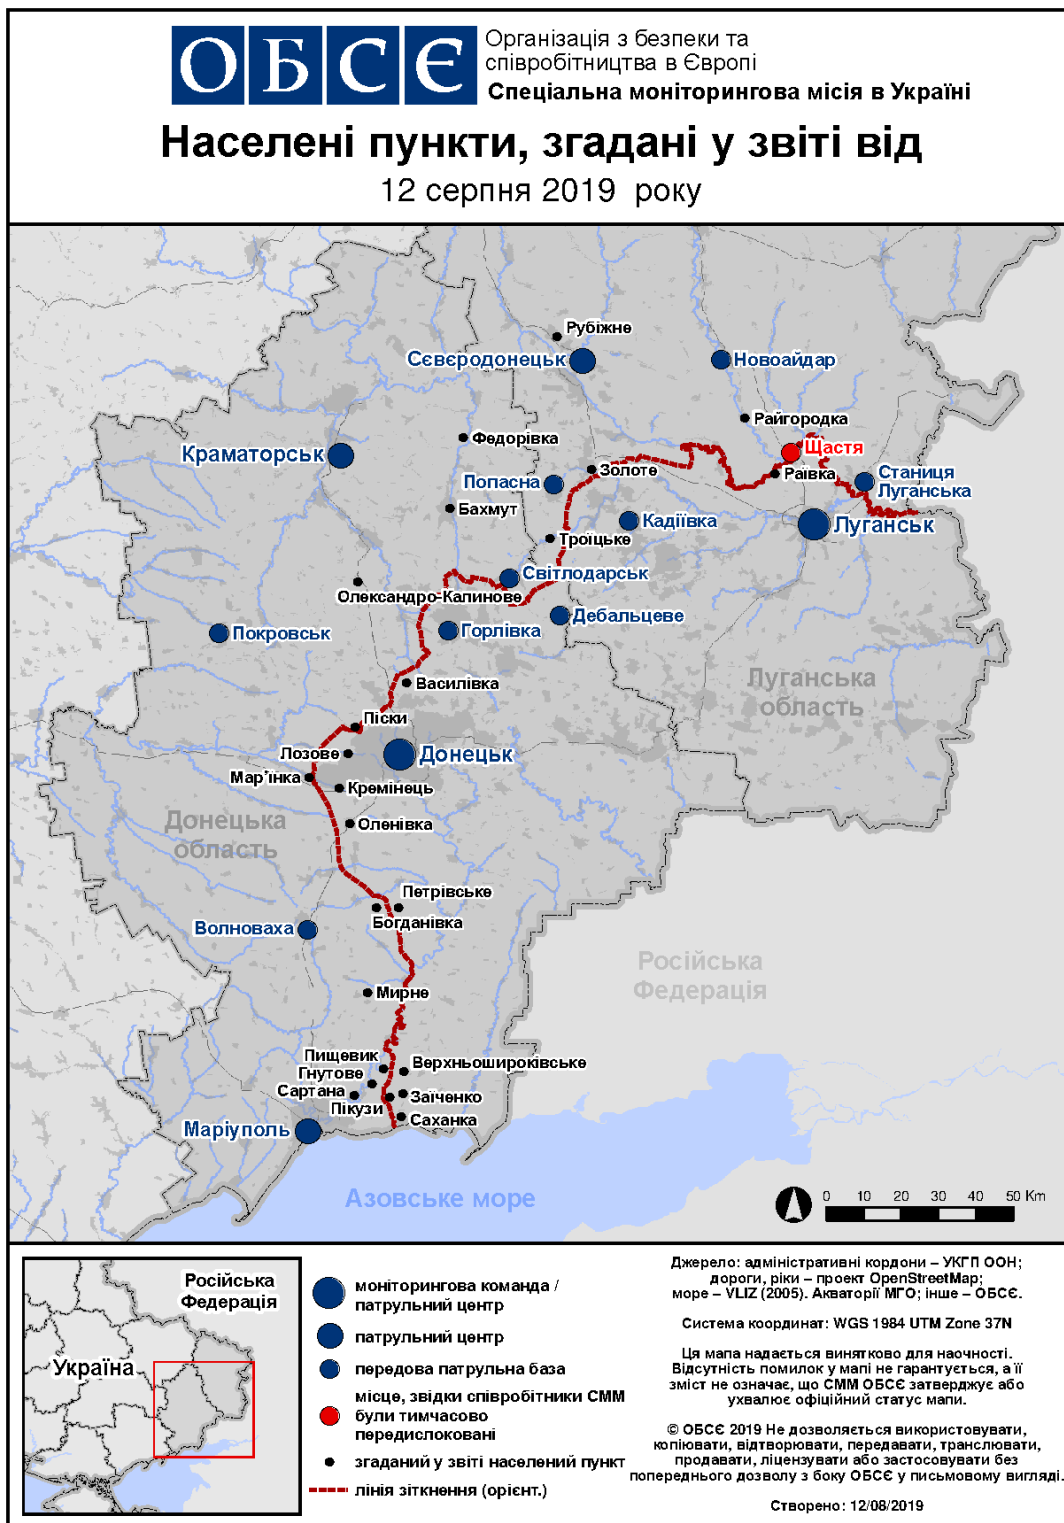 ОБСЄ
Організація з безпеки та
співробітництва в Європі
Спеціальна моніторингова місія в Україні
Населені пункти, згадані у звіті від
12 серпня 2019 року
Рубіжне
Сєвєродонецьк
Новоайдар
Райгородка
Федорівка
Щастя
Краматорськ
Золоте
Раївка
Станиця
Луганська
Попасна
Бахмут
Кадіївка
Луганськ
Троїцьке
Світлодарськ
Олександро-Калинове
Дебальцеве
Покровськ
Горлівка
Луганська
область
Василівка
Піски
Лозове
Донецьк
Мар'їнка
Кремінець
Донецька
область
Оленівка
Петрівське
Богданівка
Волноваха
Російська
Федерація
Мирне
Пищевик
Верхньошироківське
Гнутове
Сартана
Заїченко
Пікузи
Саханка
Маріуполь
Азовське море
0 10 20 30 40 50 Km
Російська
Федерація
Україна
моніторингова команда /
патрульний центр
патрульний центр
передова патрульна база
місце, звідки співробітники СММ
були тимчасово
передислоковані
згаданий у звіті населений пункт
лінія зіткнення (орієнт.)
Джерело: адміністративні кордони – УКГП ООН;
дороги, ріки – проект OpenStreetMap;
море – VLIZ (2005). Акваторії МГО; інше – ОБСЄ.
Система координат: WGS 1984 UTM Zone 37N
Ця мапа надається винятково для наочності.
Відсутність помилок у мапі не гарантується, а її
зміст не означає, що СММ ОБСЄ затверджує або
ухвалює офіційний статус мапи.
© ОБСЄ 2019 Не дозволяється використовувати,
копіювати, відтворювати, передавати, транслювати,
продавати, ліцензувати або застосовувати без
попереднього дозволу з боку ОБСЄ у письмовому вигляді.
Створено: 12/08/2019